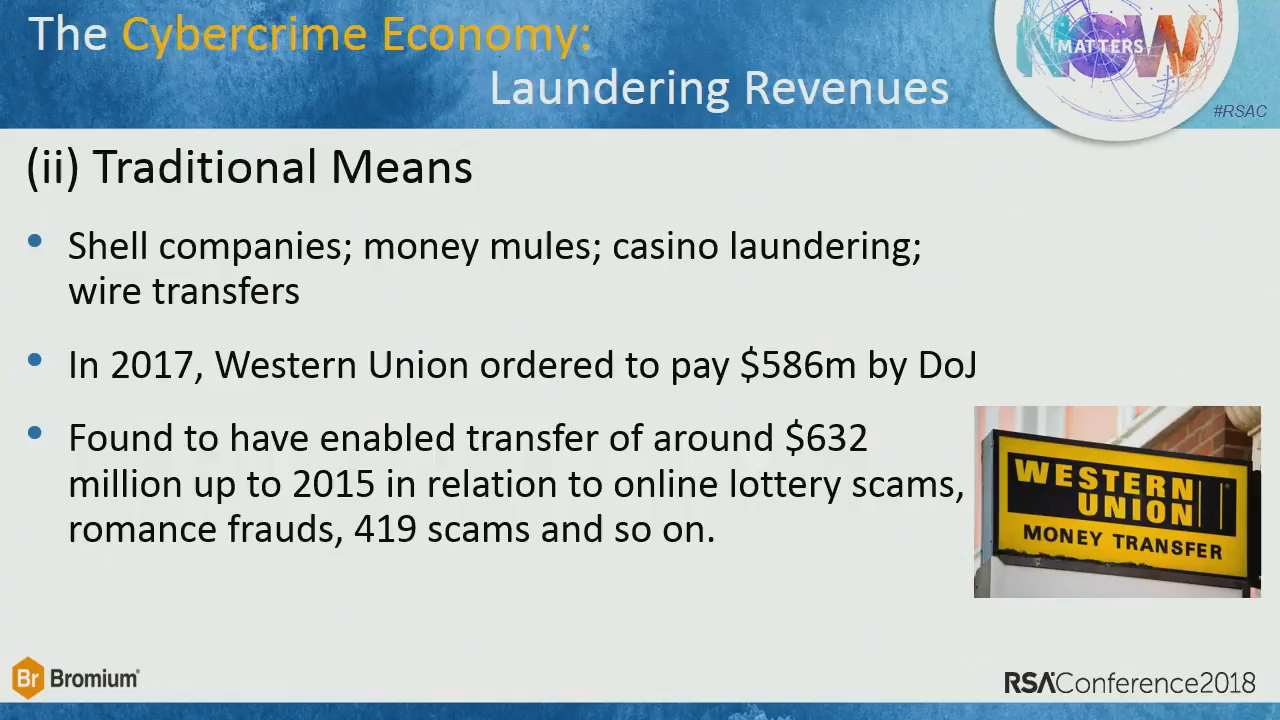 The Cybercrime Economy:
Laundering Revenues
NOW
MATTERS
#RSAC
(ii) Traditional Means
• Shell companies; money mules; casino laundering;
wire transfers
• In 2017, Western Union ordered to pay $586m by DoJ
• Found to have enabled transfer of around $632
million up to 2015 in relation to online lottery scams,
romance frauds, 419 scams and so on.
WESTERN
UNION
MONEY TRANSFER
Br Bromium
RSAConference2018